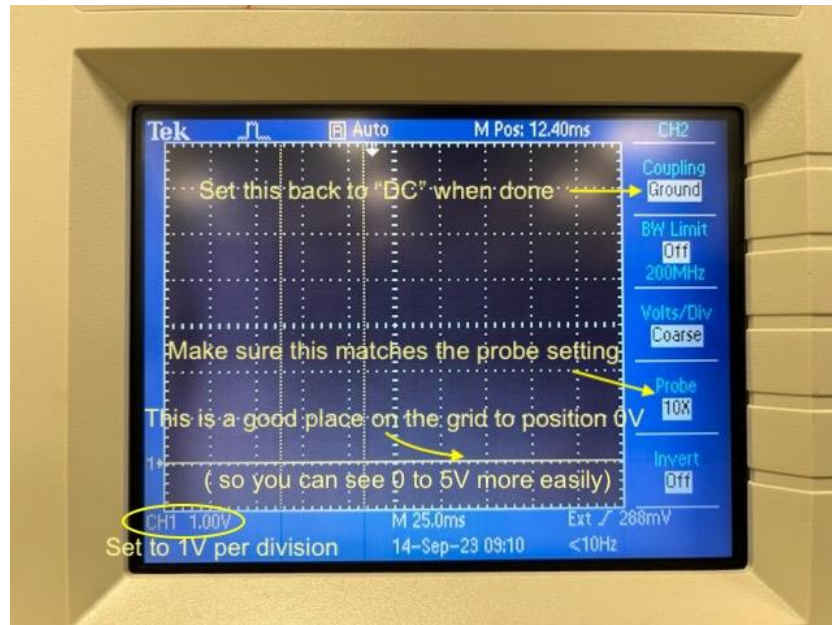 Tek R Auto M Pos: 12.40ms CH2
Coupling
Set this back to "DC" when done Ground
BW Limit
Off
200MHz
Volts/Div
Coarse
Make sure this matches the probe setting
Probe
10X
This is a good place on the grid to position 0V
Invert
1
( so you can see 0 to 5V more easily) Off
CH1 1.00V M 25.0ms Ext 288mV
Set to 1V per division 14-Sep-23 09:10 <10Hz